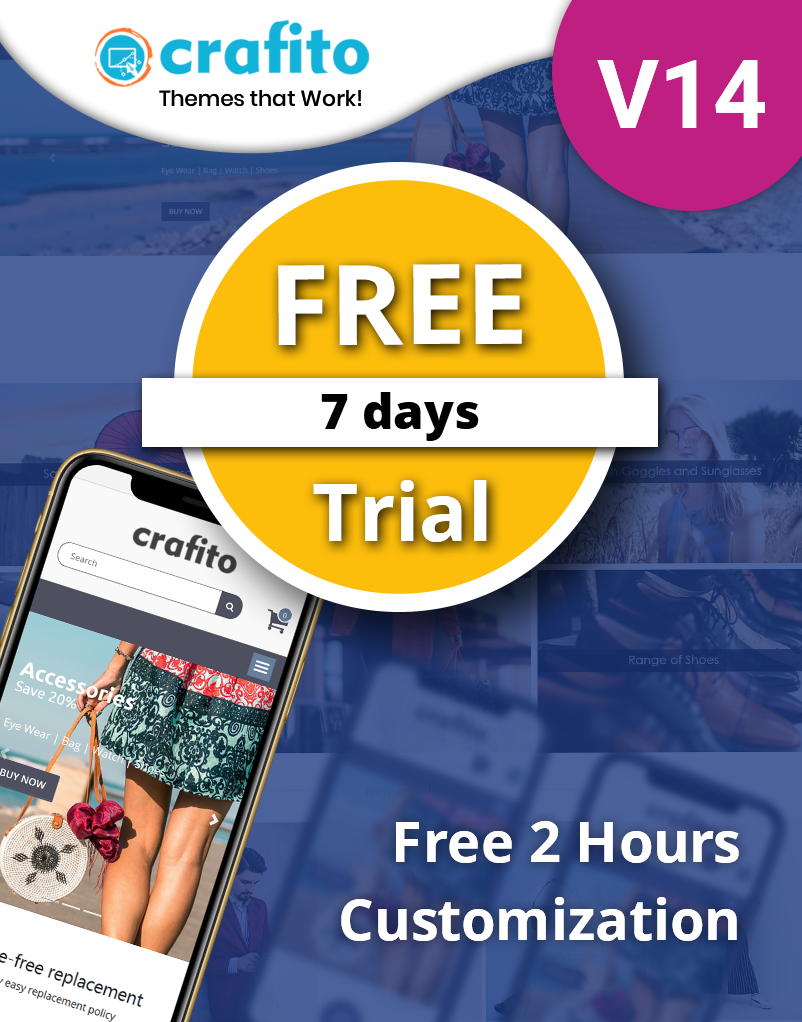 crafito
Themes that Work!
V14
Eye Wear | Bag | Watch | Shoes
BUY NOW
FREE
7 days
Trial
Goggles and Sunglasses
crafito
Search
0
Accessories
Save 20%
Eye Wear | Bag | Watch | Shoes
BUY NOW
Range of Shoes
Free 2 Hours
Customization
e-free replacement
easy replacement policy